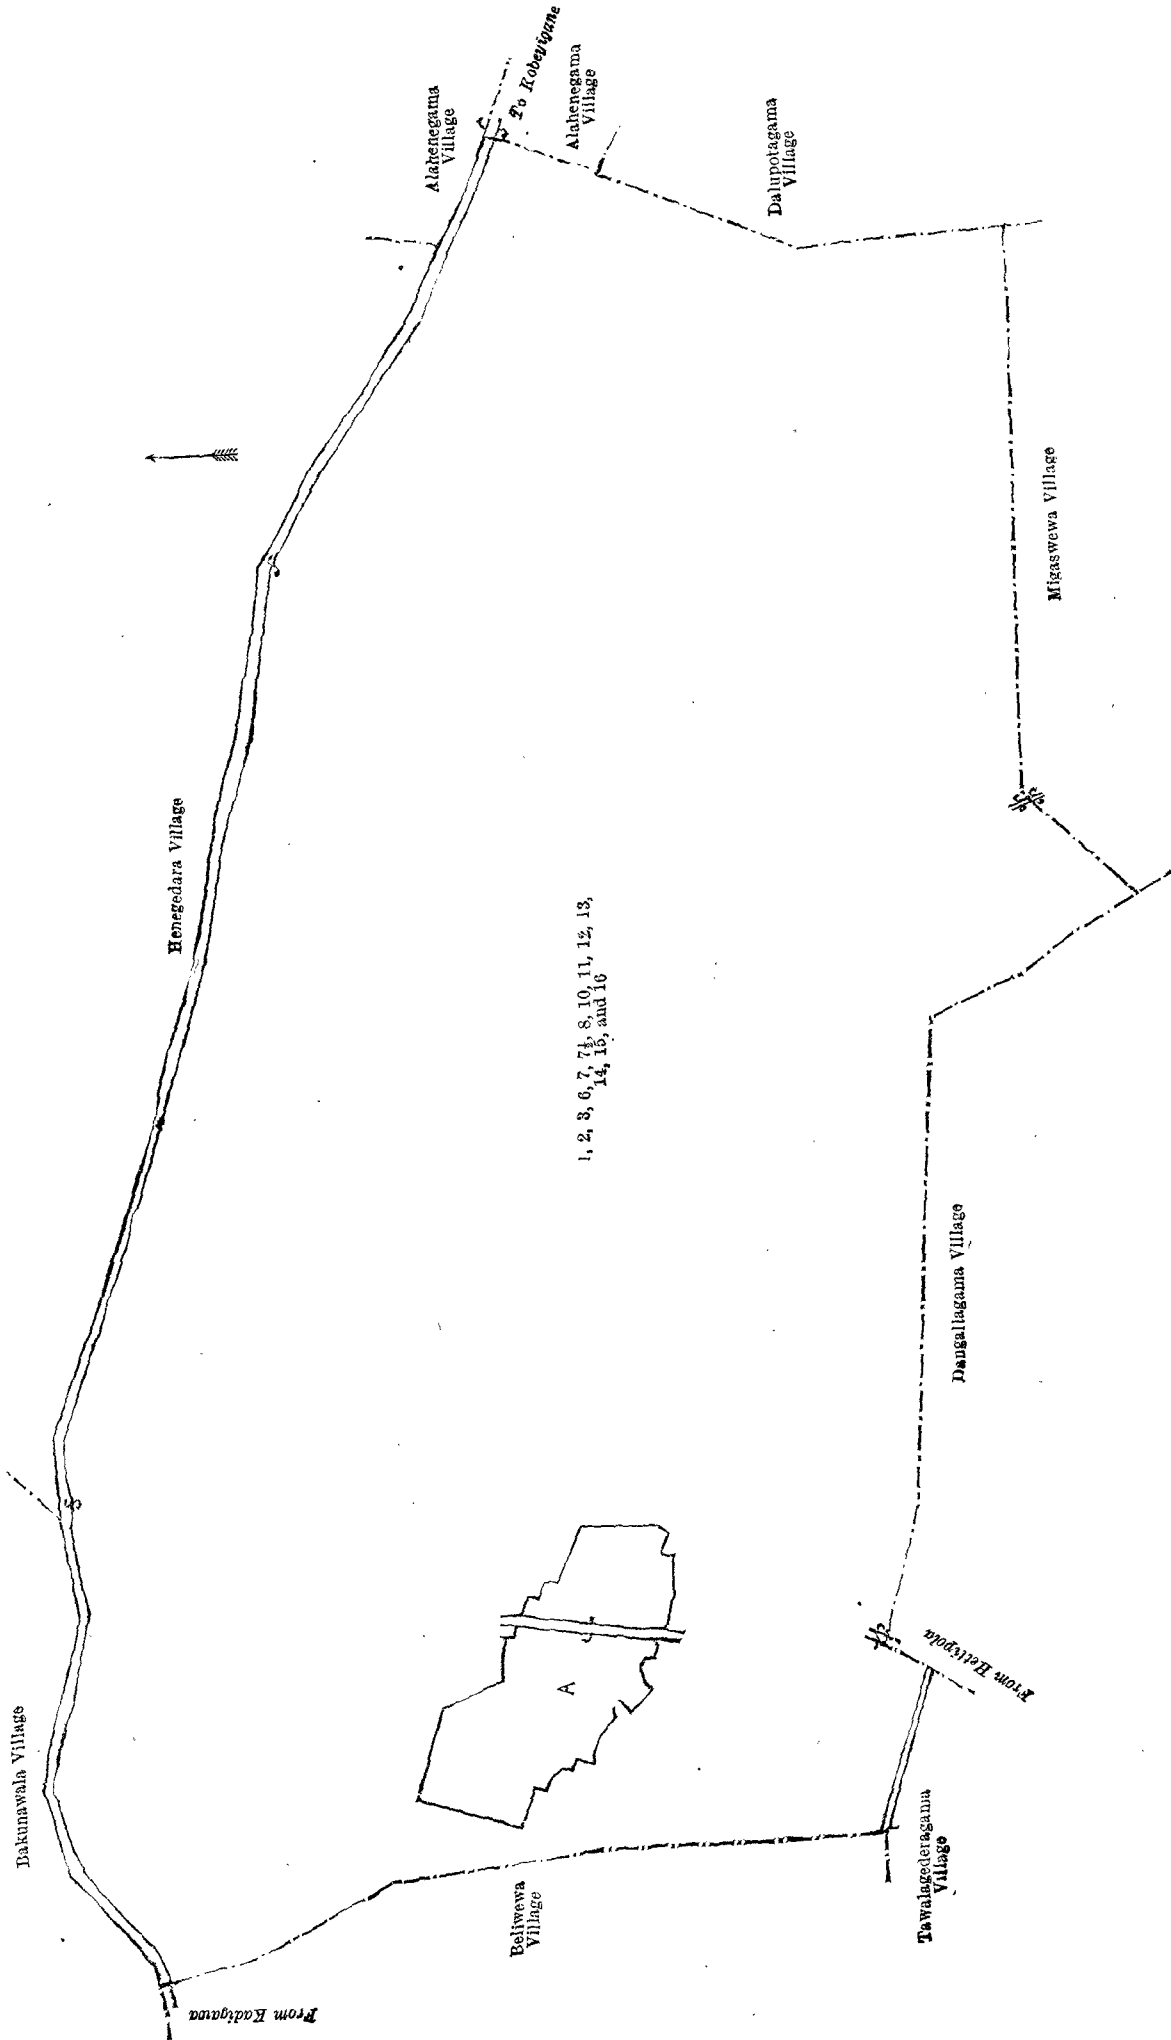 Bakunawala Village
Henegedara Village
Alahenegama
Village
To Kobeyigane
Alahenegama
Village
Dalupotagama
Village
Migaswewa Village
1, 2, 3, 6, 7, 7½, 8, 10, 11, 12, 13,
14, 15, and 16
Dangallagama Village
A
From Hettipola
Tawalagederagama
Village
Beliwewa
Village
From Kadigawa